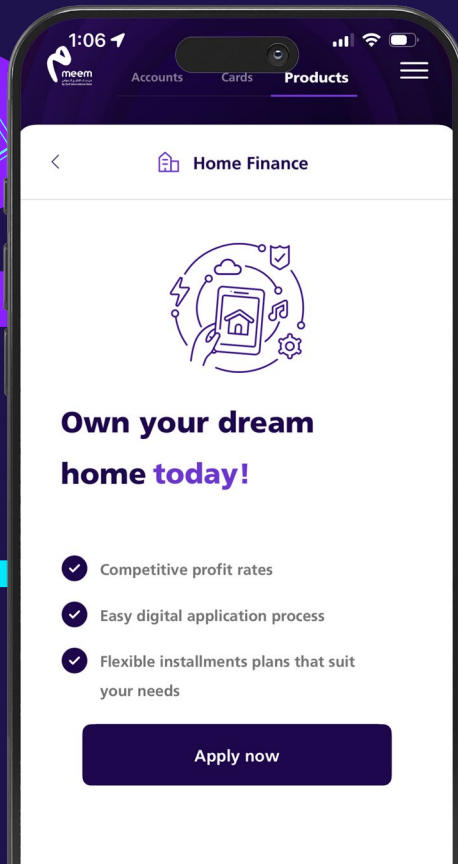 1:06
meem
Accounts Cards Products
Home Finance
Own your dream
home today!
Competitive profit rates
Easy digital application process
Flexible installments plans that suit
your needs
Apply now